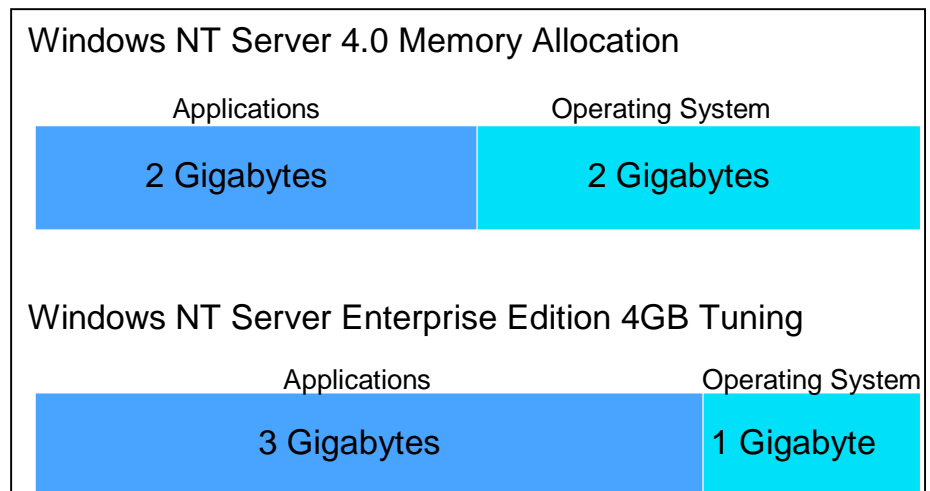 Windows NT Server 4.0 Memory Allocation
Applications Operating System
2 Gigabytes 2 Gigabytes
Windows NT Server Enterprise Edition 4GB Tuning
Applications Operating System
3 Gigabytes 1 Gigabyte